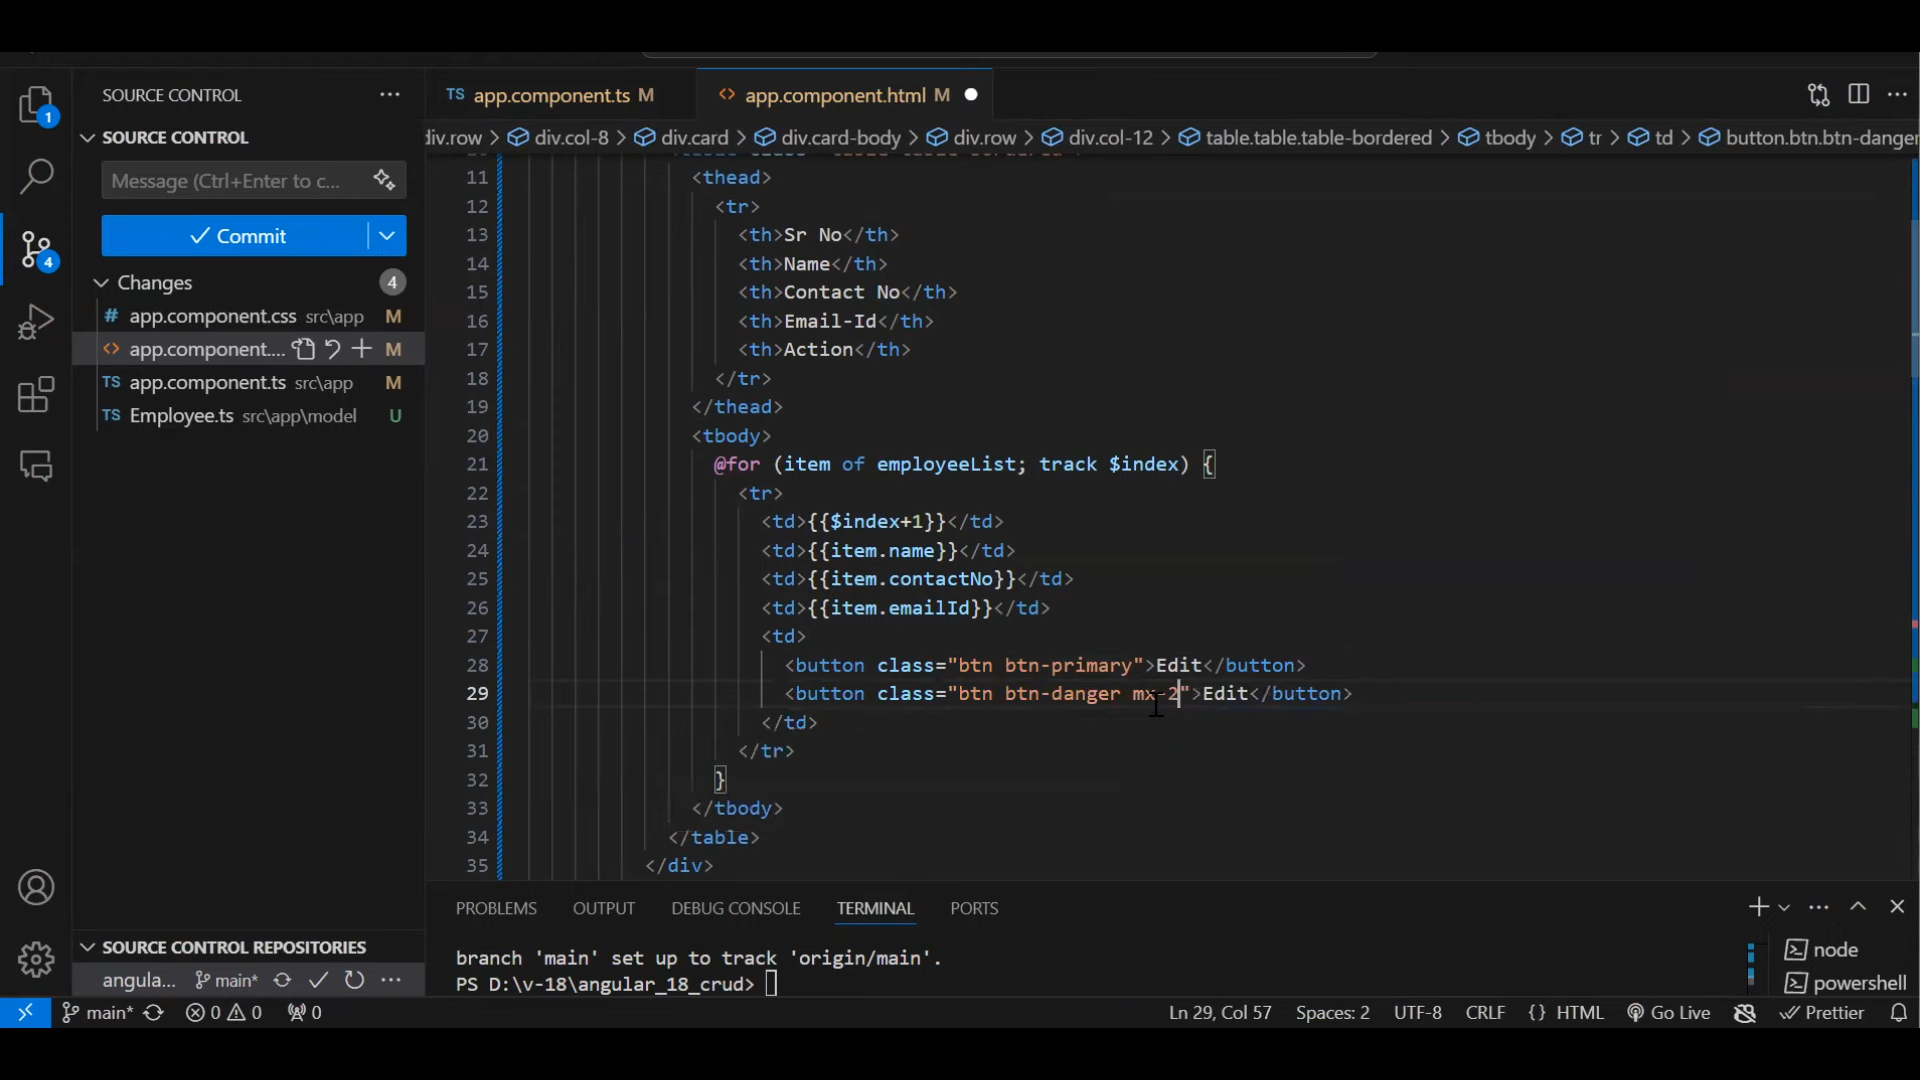 SOURCE CONTROL ···
SOURCE CONTROL
Message (Ctrl+Enter to c...
Commit
Changes 4
app.component.css src\app M
app.component.... M
app.component.ts src\app M
Employee.ts src\app\model U
1
4
SOURCE CONTROL REPOSITORIES
angula... main* ···
TS app.component.ts M
app.component.html M
div.row > div.col-8 > div.card > div.card-body > div.row > div.col-12 > table.table.table-bordered > tbody > tr > td > button.btn.btn-danger
11 <thead>
12 <tr>
13 <th>Sr No</th>
14 <th>Name</th>
15 <th>Contact No</th>
16 <th>Email-Id</th>
17 <th>Action</th>
18 </tr>
19 </thead>
20 <tbody>
21 @for (item of employeeList; track $index) {
22 <tr>
23 <td>{{$index+1}}</td>
24 <td>{{item.name}}</td>
25 <td>{{item.contactNo}}</td>
26 <td>{{item.emailId}}</td>
27 <td>
28 <button class="btn btn-primary">Edit</button>
29 <button class="btn btn-danger mx-2">Edit</button>
30 </td>
31 </tr>
32 }
33 </tbody>
34 </table>
35 </div>
PROBLEMS OUTPUT DEBUG CONSOLE TERMINAL PORTS
branch 'main' set up to track 'origin/main'.
PS D:\v-18\angular_18_crud>
node
powershell
main* 0 0 0 Ln 29, Col 57 Spaces: 2 UTF-8 CRLF {} HTML Go Live Prettier